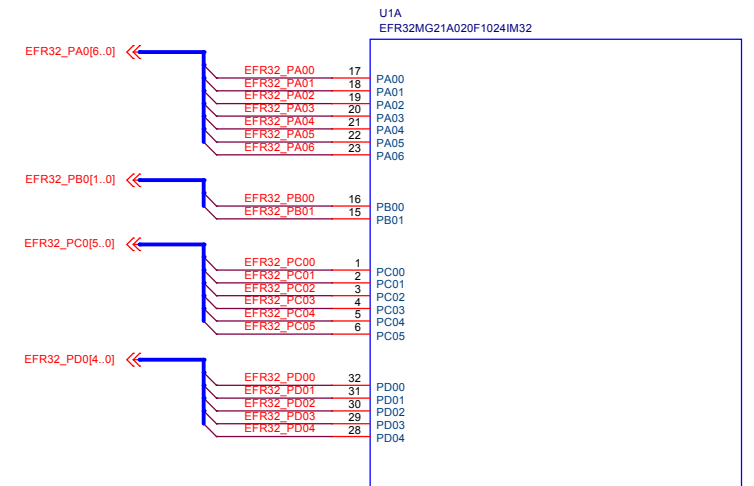 U1A
EFR32MG21A020F1024IM32
EFR32_PA0[6..0]
EFR32_PA00 17 PA00
EFR32_PA01 18 PA01
EFR32_PA02 19 PA02
EFR32_PA03 20 PA03
EFR32_PA04 21 PA04
EFR32_PA05 22 PA05
EFR32_PA06 23 PA06
EFR32_PB0[1..0]
EFR32_PB00 16 PB00
EFR32_PB01 15 PB01
EFR32_PC0[5..0]
EFR32_PC00 1 PC00
EFR32_PC01 2 PC01
EFR32_PC02 3 PC02
EFR32_PC03 4 PC03
EFR32_PC04 5 PC04
EFR32_PC05 6 PC05
EFR32_PD0[4..0]
EFR32_PD00 32 PD00
EFR32_PD01 31 PD01
EFR32_PD02 30 PD02
EFR32_PD03 29 PD03
EFR32_PD04 28 PD04